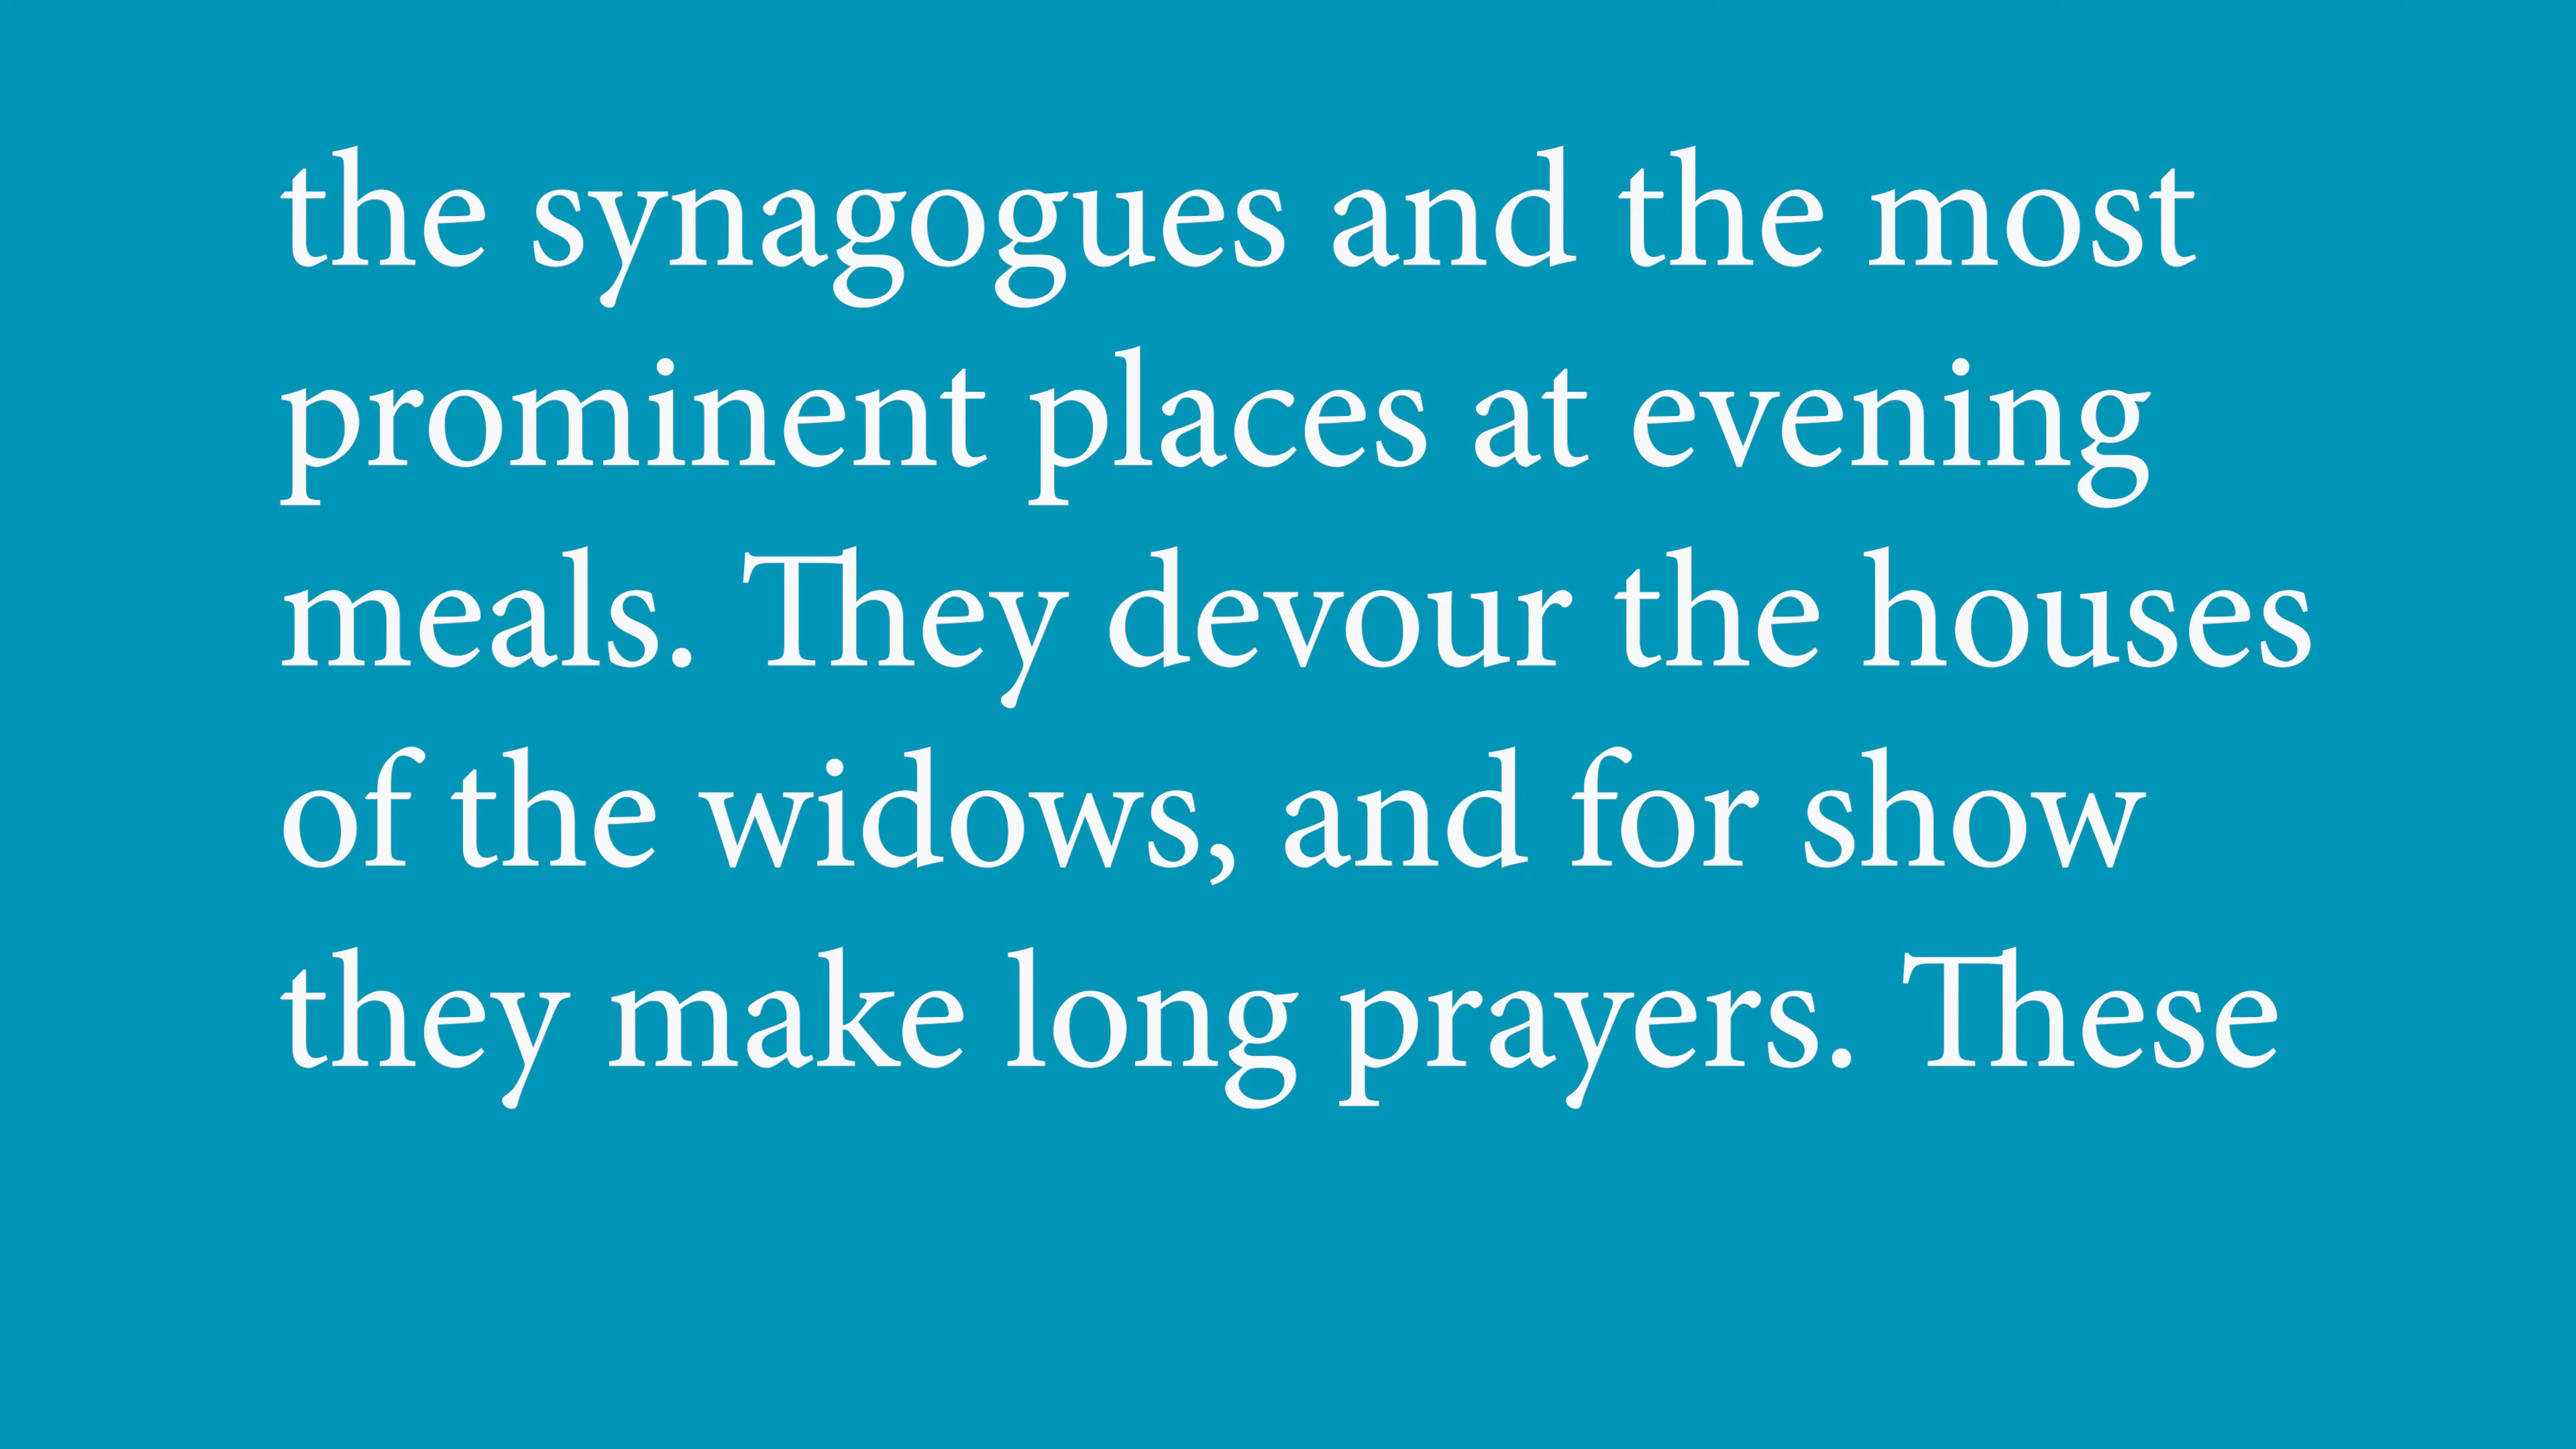 the synagogues and the most
prominent places at evening
meals. They devour the houses
of the widows, and for show
they make long prayers. These